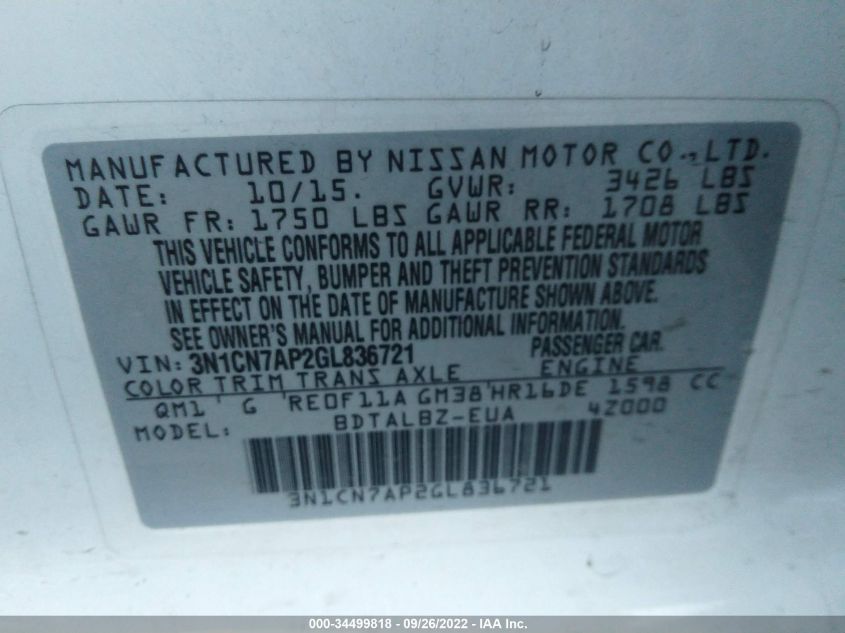 MANUFACTURED BY NISSAN MOTOR CO., LTD.
DATE: 10/15. GVWR: 3426 LBS
GAWR FR: 1750 LBS GAWR RR: 1708 LBS
THIS VEHICLE CONFORMS TO ALL APPLICABLE FEDERAL MOTOR
VEHICLE SAFETY, BUMPER AND THEFT PREVENTION STANDARDS
IN EFFECT ON THE DATE OF MANUFACTURE SHOWN ABOVE.
SEE OWNER'S MANUAL FOR ADDITIONAL INFORMATION.
VIN: 3N1CN7AP2GL836721 PASSENGER CAR.
COLOR TRIM TRANS AXLE ENGINE
QM1 G RE0F11A GM38 HR16DE 1598 CC
MODEL: BDTALBZ-EUA 4Z000
3N1CN7AP2GL836721
000-34499818 - 09/26/2022 - IAA Inc.